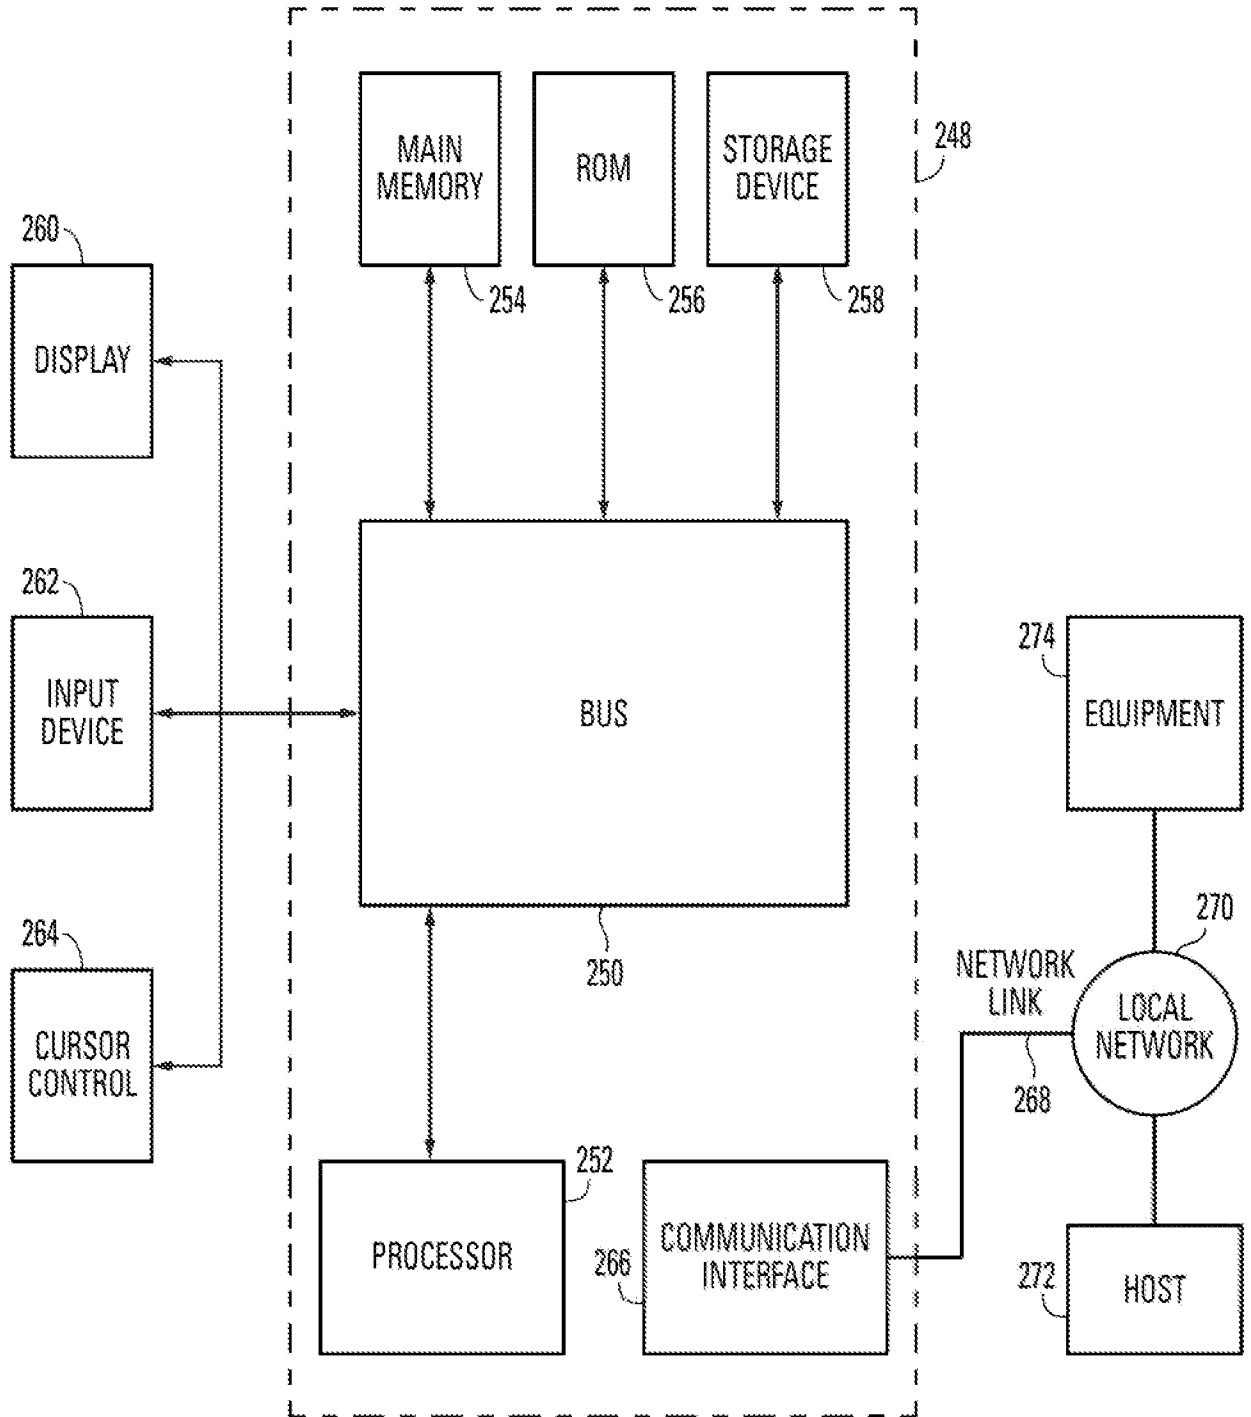 MAIN
MEMORY
ROM
STORAGE
DEVICE
248
260
254
256
258
DISPLAY
262
274
INPUT
DEVICE
BUS
EQUIPMENT
264
270
250
NETWORK
LINK
CURSOR
CONTROL
LOCAL
NETWORK
268
252
PROCESSOR
266
COMMUNICATION
INTERFACE
272
HOST